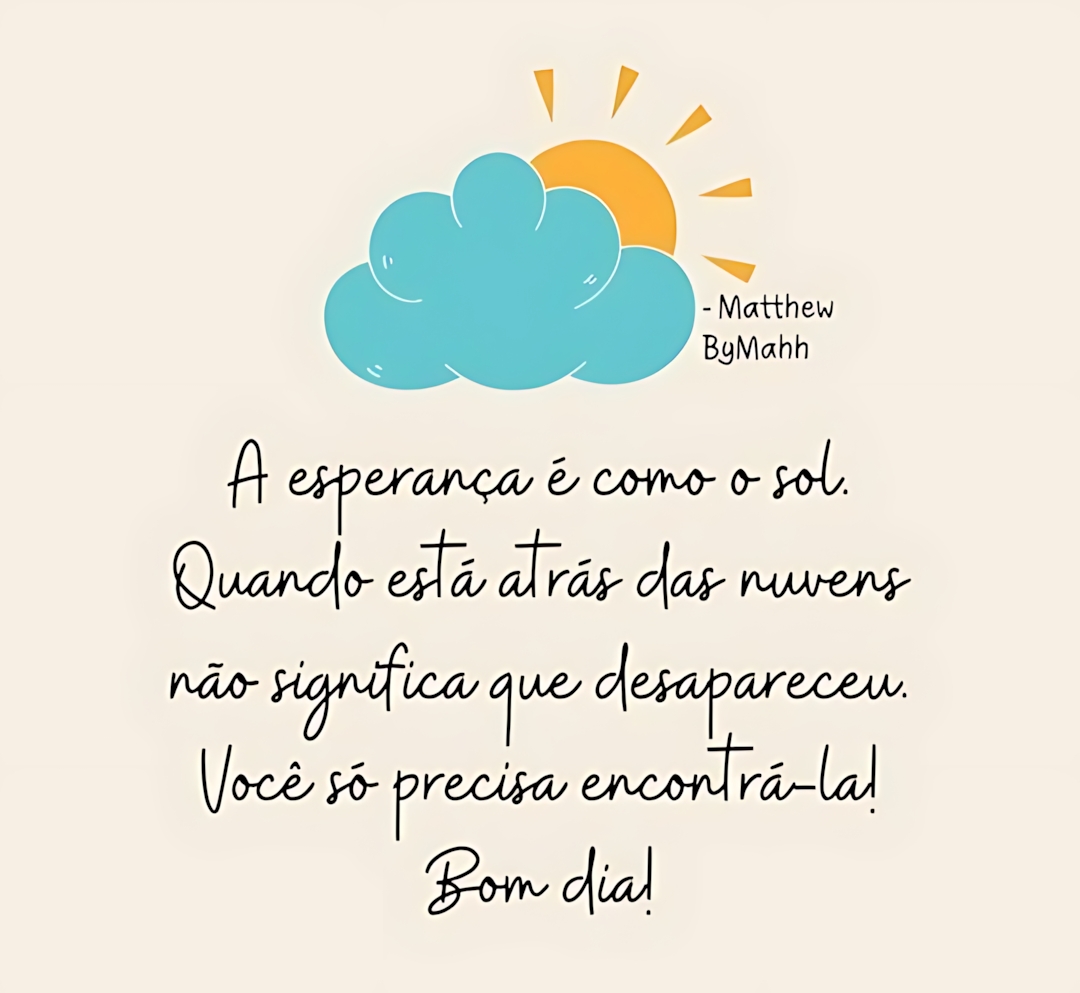 - Matthew
ByMahh
A esperança é como o sol.
Quando está atrás das nuvens
não significa que desapareceu.
Você só precisa encontrá-la!
Bom dia!